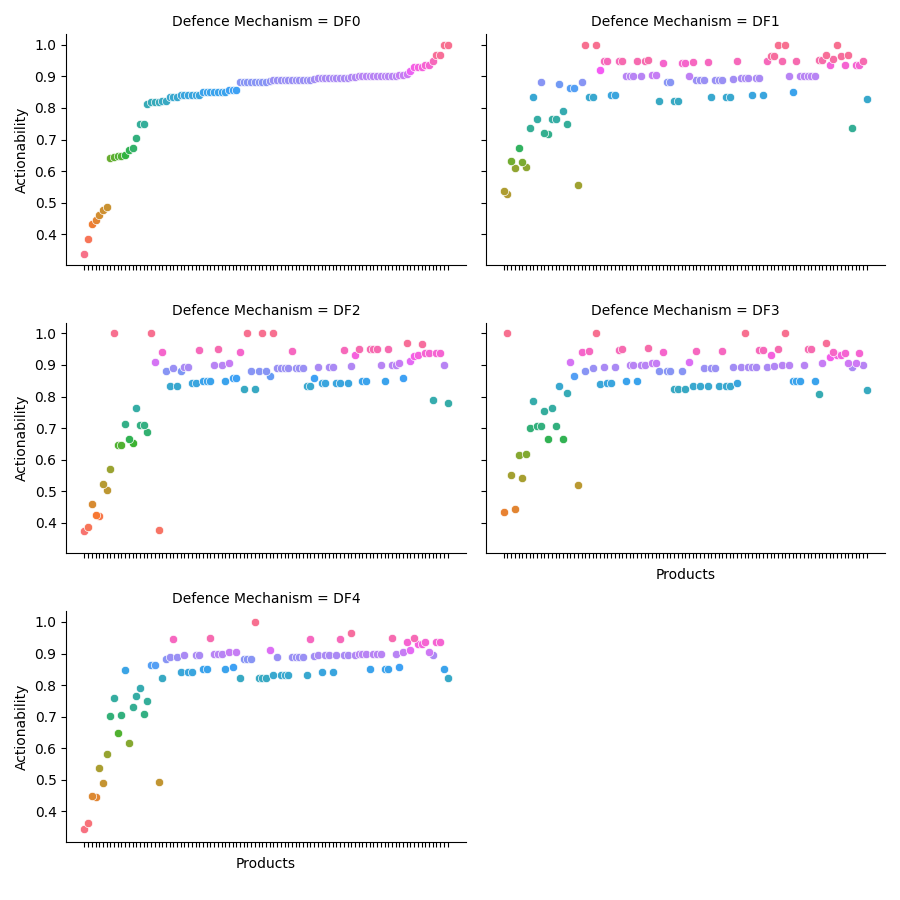 Defence Mechanism = DF0
Defence Mechanism = DF1
1.0
0.9
0.8
0.7
0.6
0.5
0.4
Actionability
Defence Mechanism = DF2
Defence Mechanism = DF3
1.0
0.9
0.8
0.7
0.6
0.5
0.4
Actionability
Products
Defence Mechanism = DF4
1.0
0.9
0.8
0.7
0.6
0.5
0.4
Actionability
Products